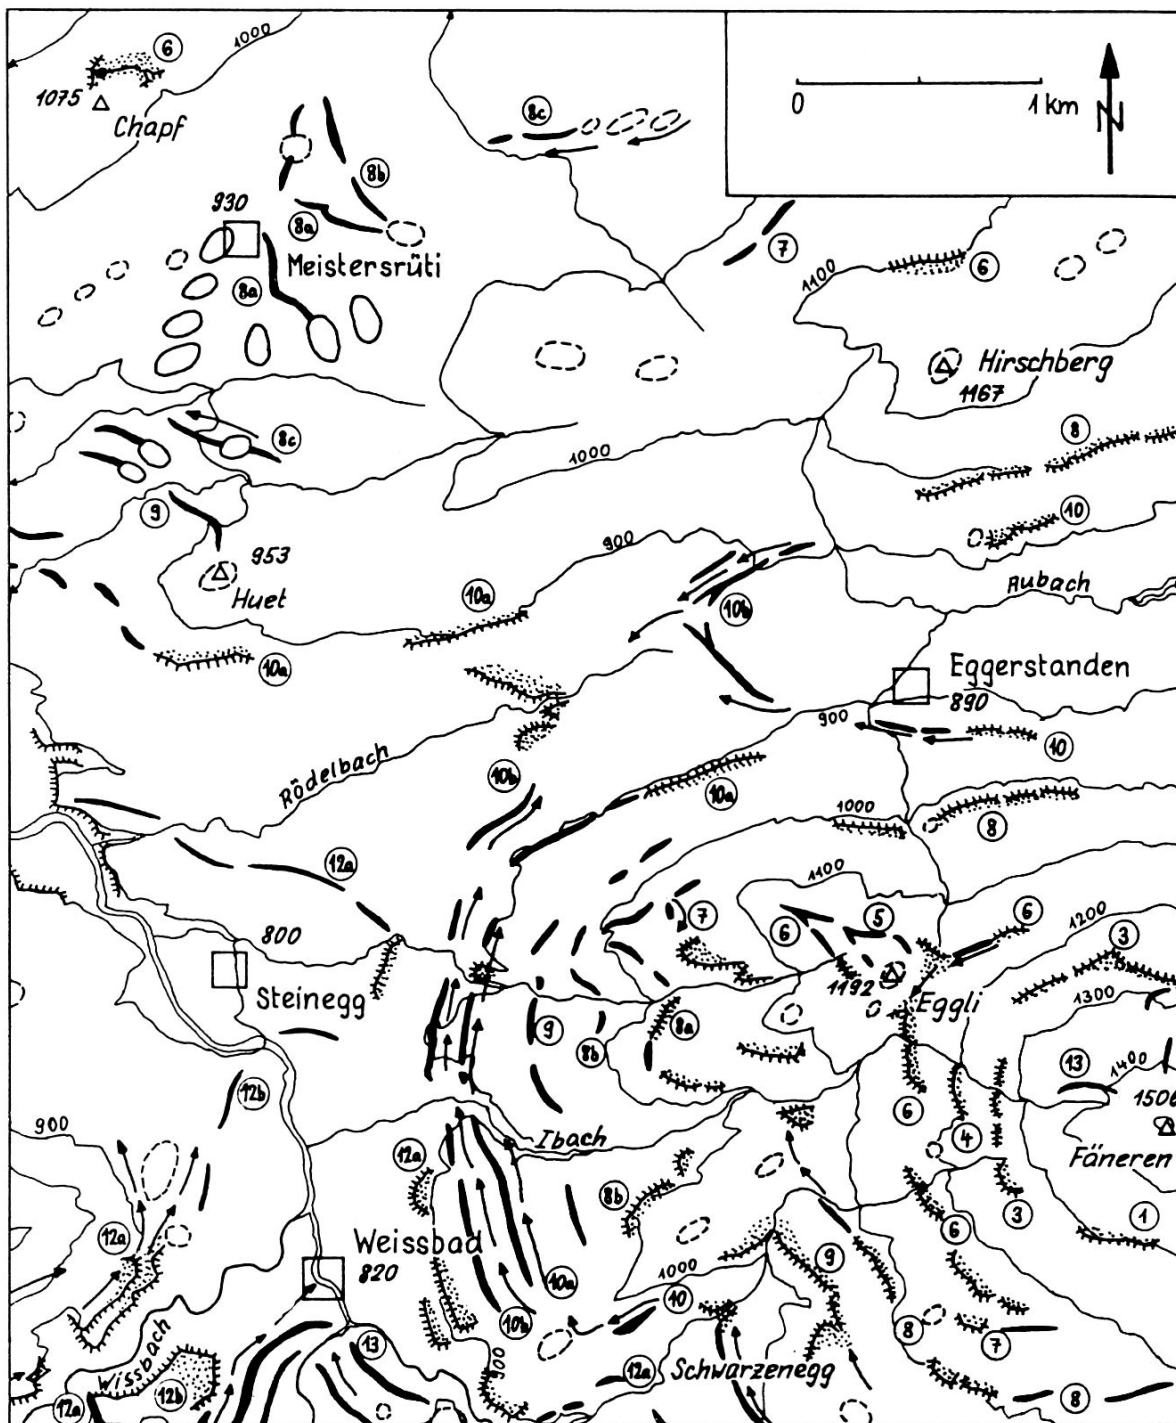 6
1000
1075
Chapf
8c
0
1 km
N
8b
930
8a
7
Meistersrüti
8a
1100
6
Hirschberg
1167
8c
8
1000
9
10
953
Huet
900
10a
10b
Aubach
10a
Eggerstanden
890
900
10
Rödelbach
10b
10a
1000
8
12a
1100
7
6
5
6
1200
3
800
1192
Eggli
1300
Steinegg
9
8a
8b
13
1400
12b
6
4
1506
900
Ibach
Fäneren
12a
8b
6
3
1
12a
Weissbad
820
10a
1000
9
10b
10
8
7
13
900
12a
Schwarzenegg
Wissbach
12b
12a
8